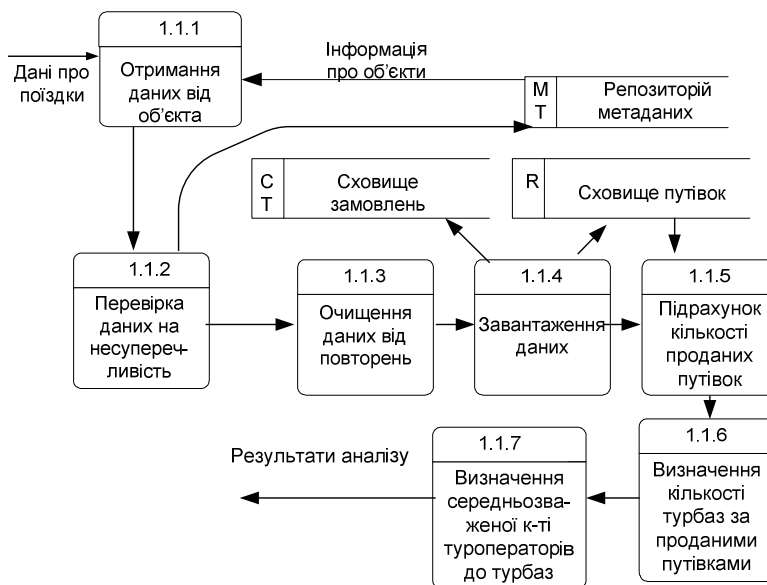 1.1.1
Отримання
даних від
об’єкта
Дані про
поїздки
Інформація
про об’єкти
М
Т
Репозиторій
метаданих
С
Т
Сховище
замовлень
R
Сховище путівок
1.1.2
Перевірка
даних на
несупереч-
ливість
1.1.3
Очищення
даних від
повторень
1.1.4
Завантаження
даних
1.1.5
Підрахунок
кількості
проданих
путівок
1.1.6
Визначення
кількості
турбаз за
проданими
путівками
1.1.7
Визначення
середньозва-
женої к-ті
туроператорів
до турбаз
Результати аналізу